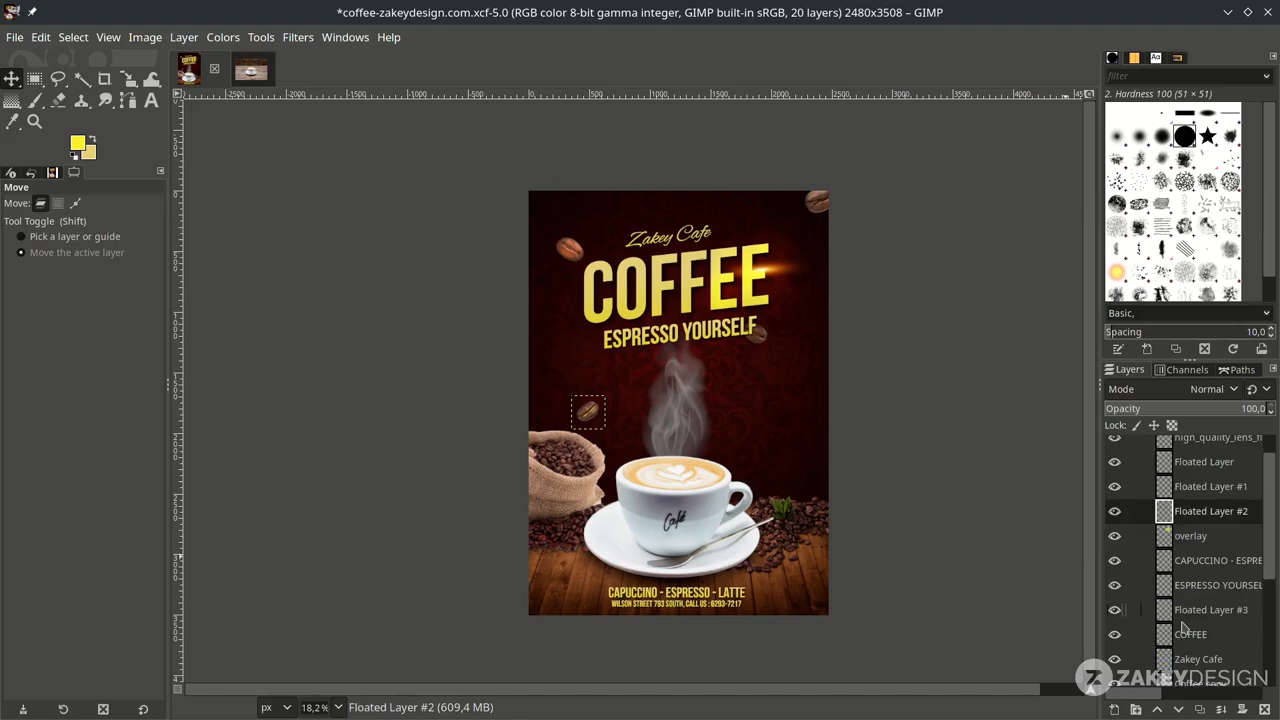 *coffee-zakeydesign.com.xcf-5.0 (RGB color 8-bit gamma integer, GIMP built-in sRGB, 20 layers) 2480x3508 – GIMP
File Edit Select View Image Layer Colors Tools Filters Windows Help
filter
2. Hardness 100 (51 × 51)
Move
Move:
Tool Toggle (Shift)
Pick a layer or guide
Move the active layer
Zakey Cafe
COFFEE
ESPRESSO YOURSELF
Café
CAPUCCINO - ESPRESSO - LATTE
WILSON STREET 793 SOUTH, CALL US : 6293-7217
Basic,
Spacing 10,0
Layers Channels Paths
Mode Normal
Opacity 100,0
Lock:
high_quality_lens_fl
Floated Layer
Floated Layer #1
Floated Layer #2
overlay
CAPUCCINO - ESPRE
ESPRESSO YOURSEL
Floated Layer #3
COFFEE
Zakey Cafe
ZAKEYDESIGN
px 18,2% Floated Layer #2 (609,4 MB)